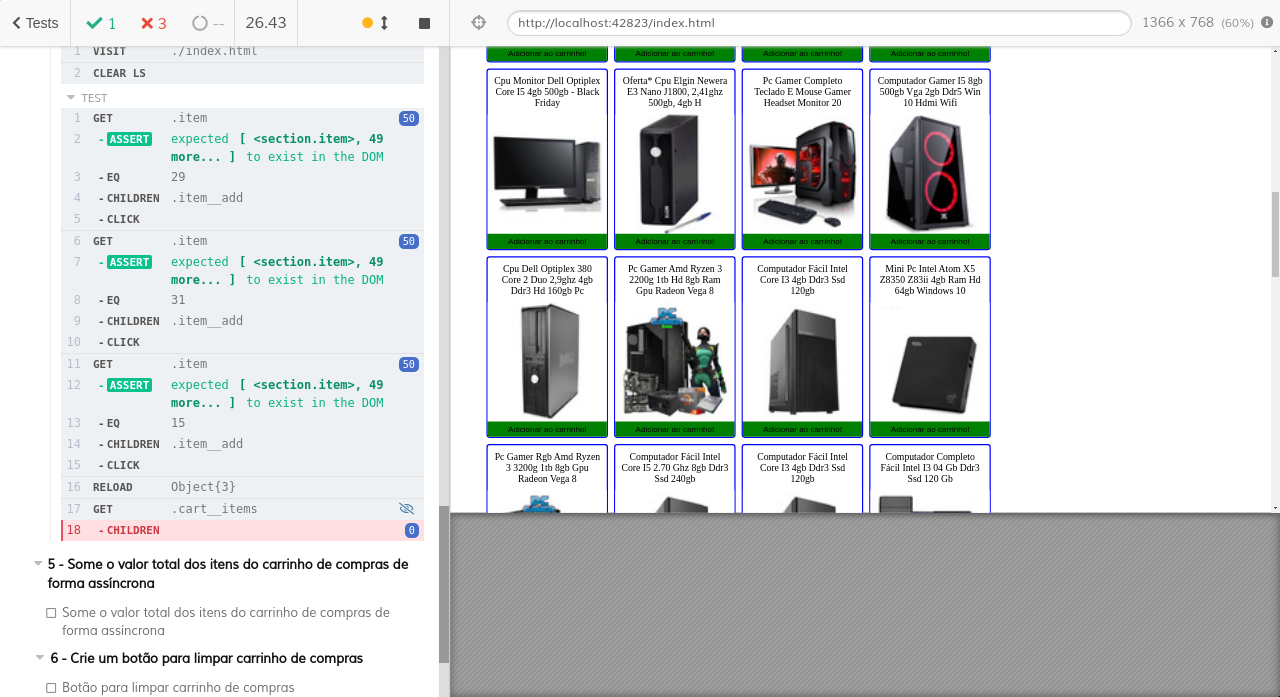 Tests
1
3
--
26.43
http://localhost:42823/index.html
1366 x 768 (60%)
1 VISIT ./index.html
2 CLEAR LS
TEST
1 GET .item 50
2 -ASSERT expected [ <section.item>, 49
more... ] to exist in the DOM
3 -EQ 29
4 -CHILDREN .item__add
5 -CLICK
6 GET .item 50
7 -ASSERT expected [ <section.item>, 49
more... ] to exist in the DOM
8 -EQ 31
9 -CHILDREN .item__add
10 -CLICK
11 GET .item 50
12 -ASSERT expected [ <section.item>, 49
more... ] to exist in the DOM
13 -EQ 15
14 -CHILDREN .item__add
15 -CLICK
16 RELOAD Object{3}
17 GET .cart__items
18 -CHILDREN 0
5 - Some o valor total dos itens do carrinho de compras de
forma assíncrona
Some o valor total dos itens do carrinho de compras de
forma assíncrona
6 - Crie um botão para limpar carrinho de compras
Botão para limpar carrinho de compras
Adicionar ao carrinho!
Adicionar ao carrinho!
Adicionar ao carrinho!
Adicionar ao carrinho!
Cpu Monitor Dell Optiplex
Core I5 4gb 500gb - Black
Friday
Adicionar ao carrinho!
Oferta* Cpu Elgin Newera
E3 Nano J1800, 2,41ghz
500gb, 4gb H
Adicionar ao carrinho!
Pc Gamer Completo
Teclado E Mouse Gamer
Headset Monitor 20
Adicionar ao carrinho!
Computador Gamer I5 8gb
500gb Vga 2gb Ddr5 Win
10 Hdmi Wifi
Adicionar ao carrinho!
Cpu Dell Optiplex 380
Core 2 Duo 2,9ghz 4gb
Ddr3 Hd 160gb Pc
Adicionar ao carrinho!
Pc Gamer Amd Ryzen 3
2200g 1tb Hd 8gb Ram
Gpu Radeon Vega 8
Adicionar ao carrinho!
Computador Fácil Intel
Core I3 4gb Ddr3 Ssd
120gb
Adicionar ao carrinho!
Mini Pc Intel Atom X5
Z8350 Z83ii 4gb Ram Hd
64gb Windows 10
Adicionar ao carrinho!
Pc Gamer Rgb Amd Ryzen
3 3200g 1tb 8gb Gpu
Radeon Vega 8
Computador Fácil Intel
Core I5 2.70 Ghz 8gb Ddr3
Ssd 240gb
Computador Fácil Intel
Core I3 4gb Ddr3 Ssd
120gb
Computador Completo
Fácil Intel I3 04 Gb Ddr3
Ssd 120 Gb